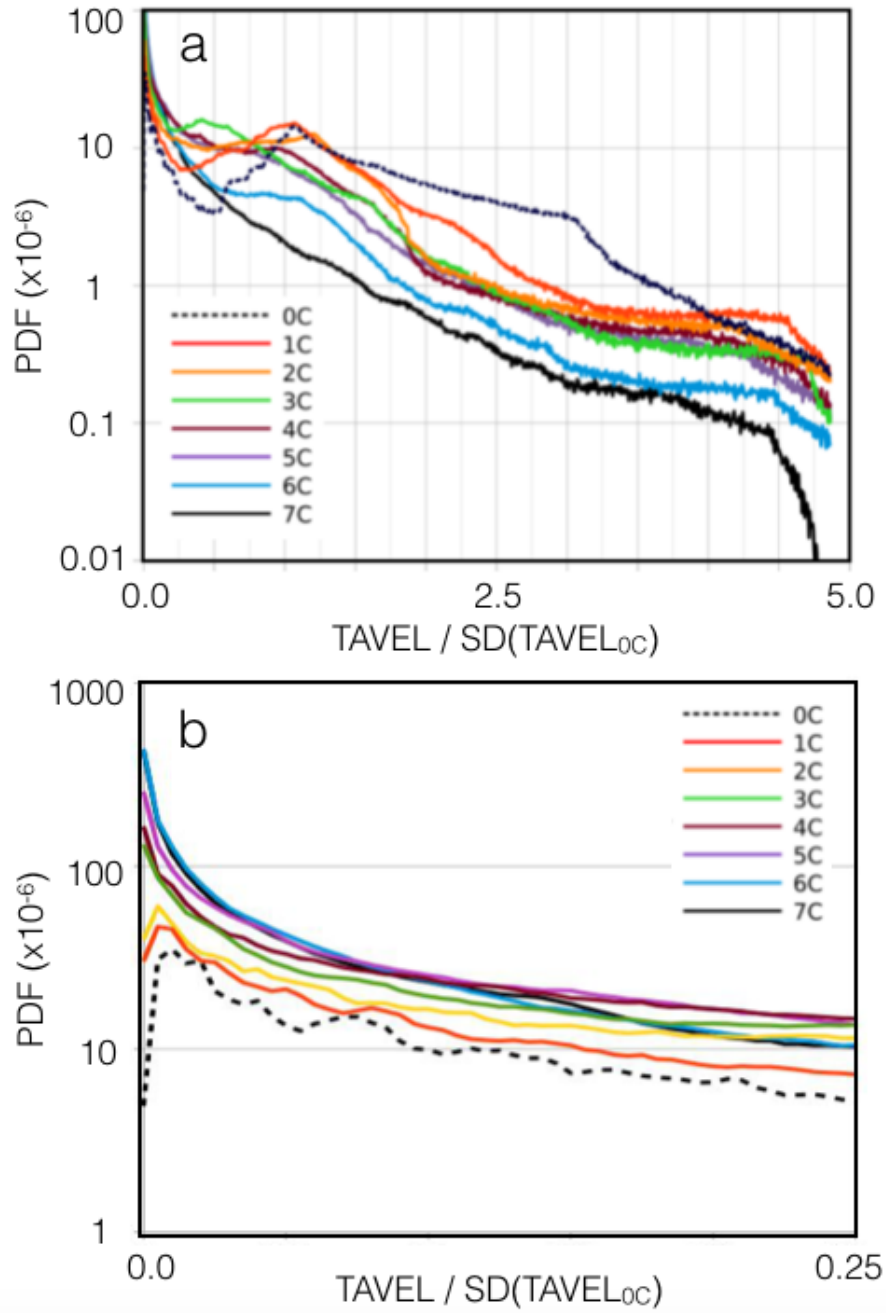 100
a
10
PDF (x10⁻⁶)
1
0C
1C
2C
3C
0.1
4C
5C
6C
7C
0.01
0.0 2.5 5.0
TAVEL / SD(TAVEL₀C)
1000
b
0C
1C
2C
3C
4C
5C
6C
7C
100
PDF (x10⁻⁶)
10
1
0.0 0.25
TAVEL / SD(TAVEL₀C)